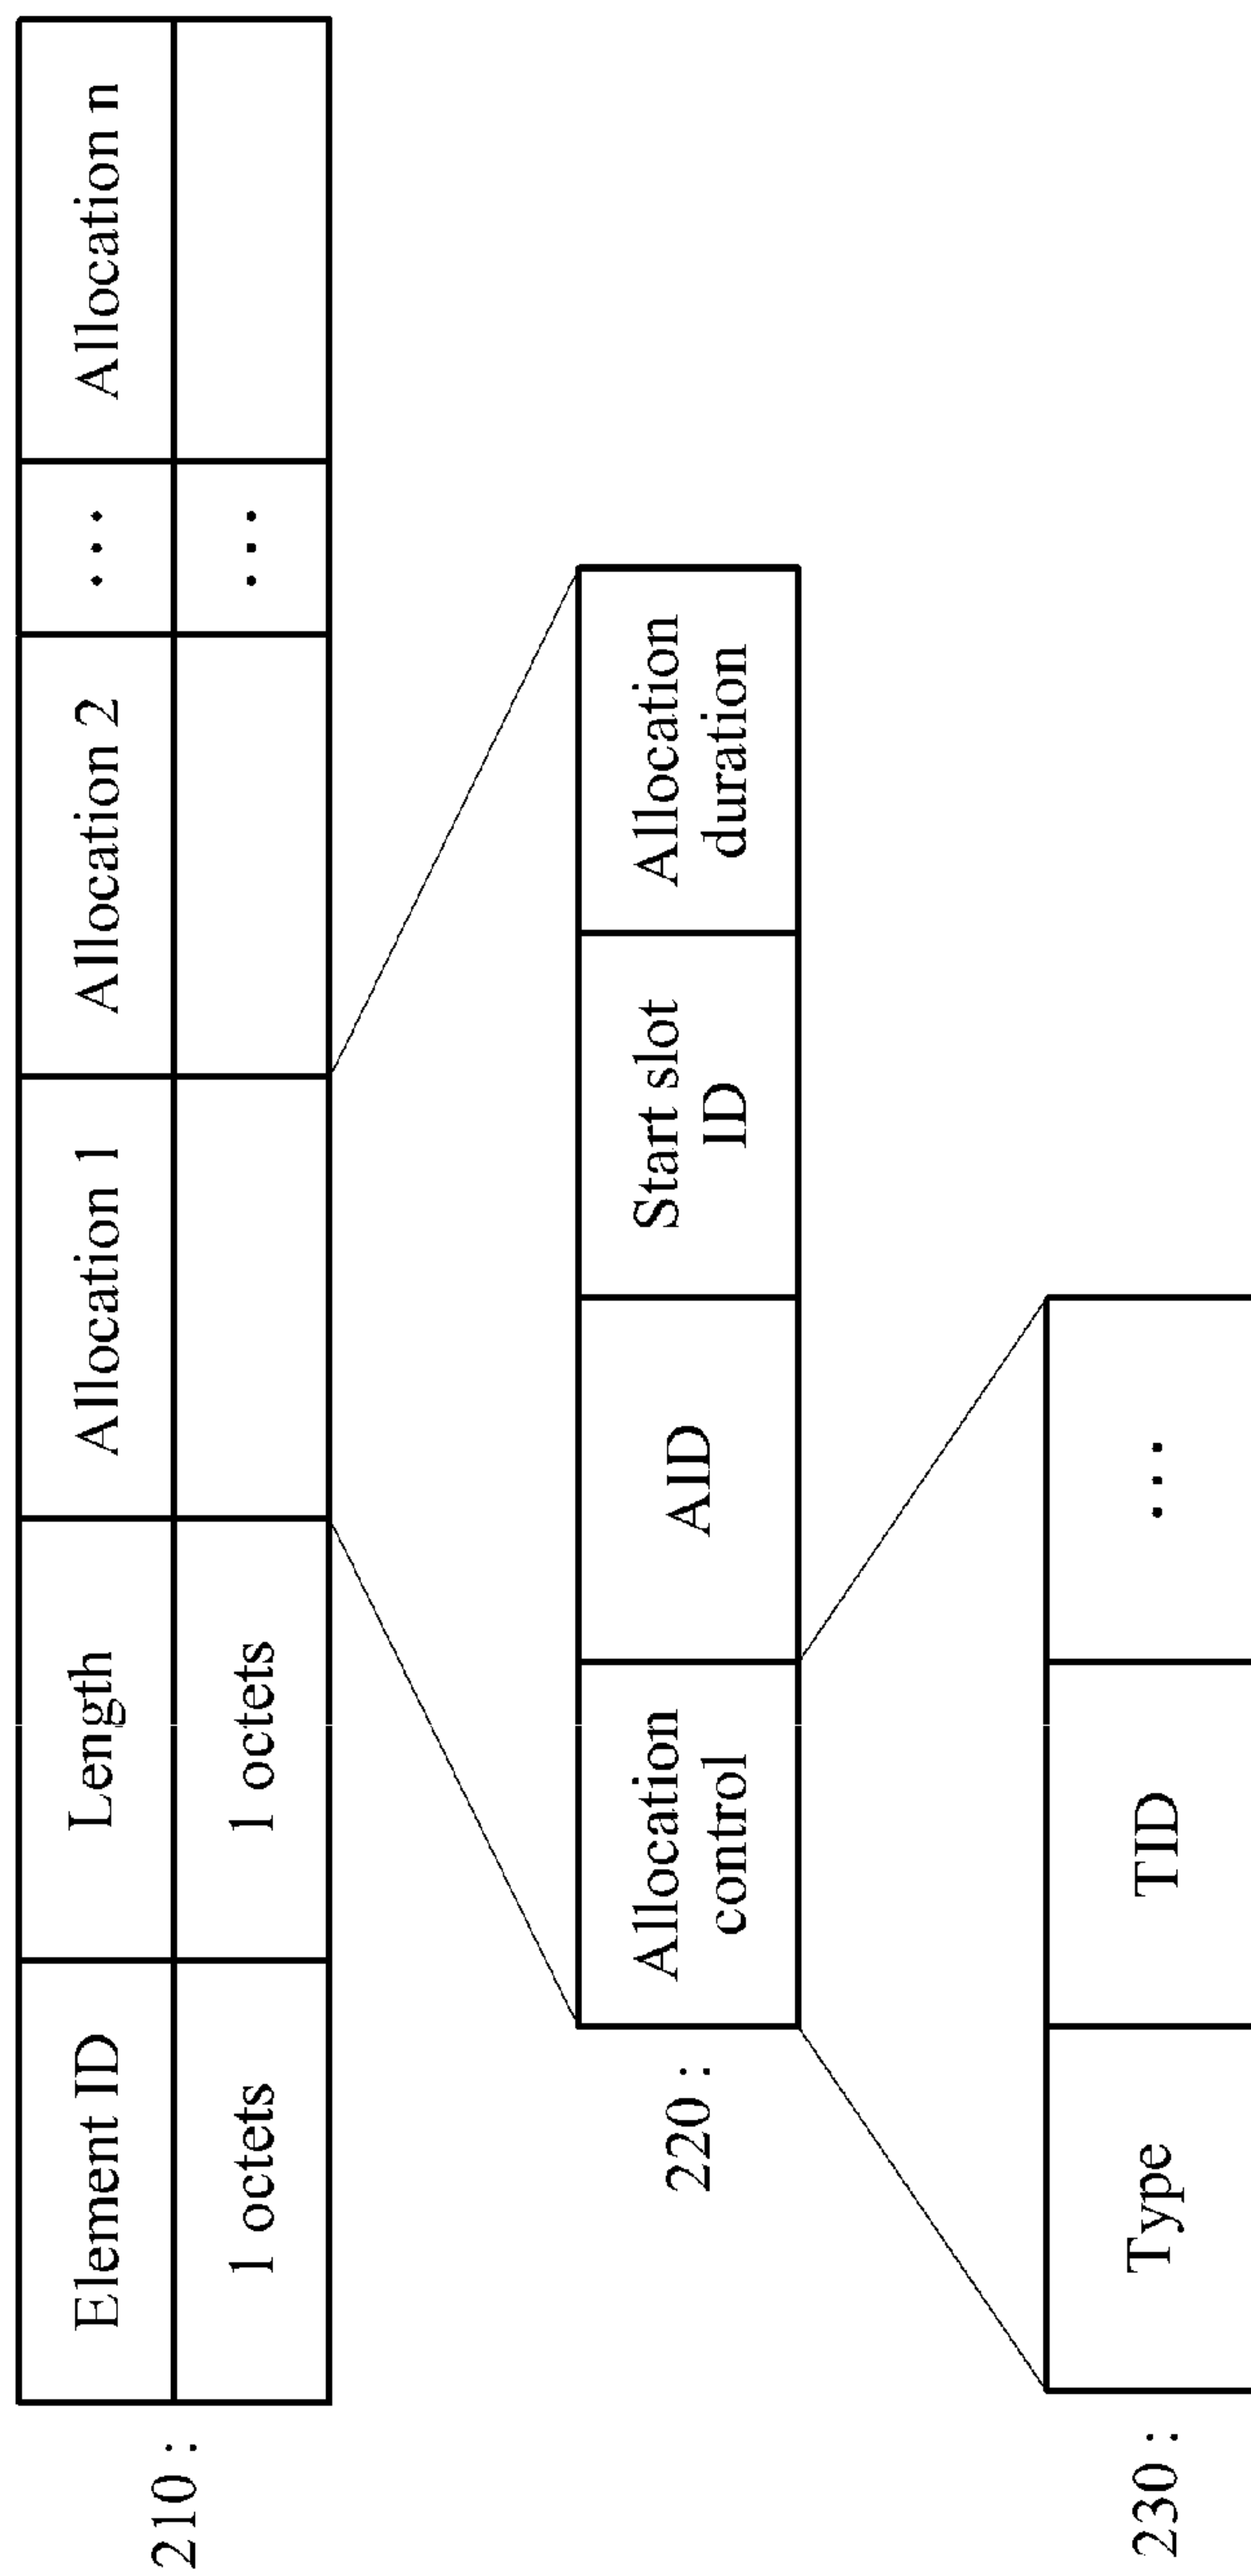 210 :
Element ID
Length
Allocation 1
Allocation 2
...
Allocation n
1 octets
1 octets
...
220 :
Allocation
control
AID
Start slot
ID
Allocation
duration
230 :
Type
TID
...